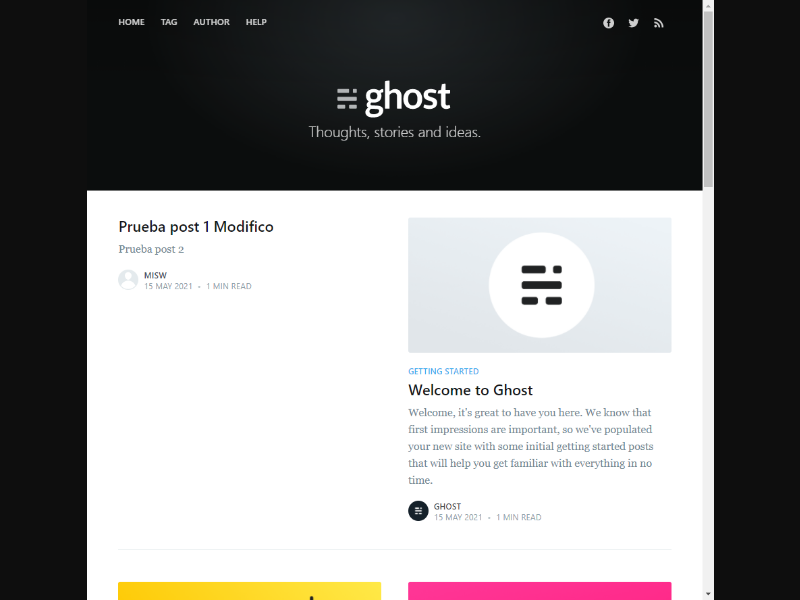 HOME TAG AUTHOR HELP
ghost
Thoughts, stories and ideas.
Prueba post 1 Modifico
Prueba post 2
MISW
15 MAY 2021 • 1 MIN READ
GETTING STARTED
Welcome to Ghost
Welcome, it's great to have you here. We know that
first impressions are important, so we've populated
your new site with some initial getting started posts
that will help you get familiar with everything in no
time.
GHOST
15 MAY 2021 • 1 MIN READ